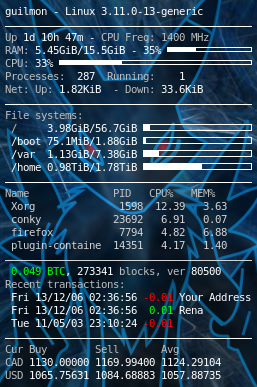 guilmon - Linux 3.11.0-13-generic
Up 1d 10h 47m - CPU Freq: 1400 MHz
RAM: 5.45GiB/15.5GiB - 35%
CPU: 33%
Processes: 287 Running: 1
Net: Up: 1.82KiB - Down: 33.6KiB
File systems:
/ 3.98GiB/56.7GiB
/boot 75.1MiB/1.88GiB
/var 1.13GiB/7.38GiB
/home 0.98TiB/1.78TiB
Name PID CPU% MEM%
Xorg 1598 12.39 3.63
conky 23692 6.91 0.07
firefox 7794 4.82 6.88
plugin-containe 14351 4.17 1.40
0.049 BTC, 273341 blocks, ver 80500
Recent transactions:
Fri 13/12/06 02:36:56 -0.01 Your Address
Fri 13/12/06 02:36:56 0.01 Rena
Tue 11/05/03 23:10:24 -0.01
Cur Buy Sell Avg
CAD 1130.00000 1169.99400 1124.29104
USD 1065.75631 1084.68883 1057.88735